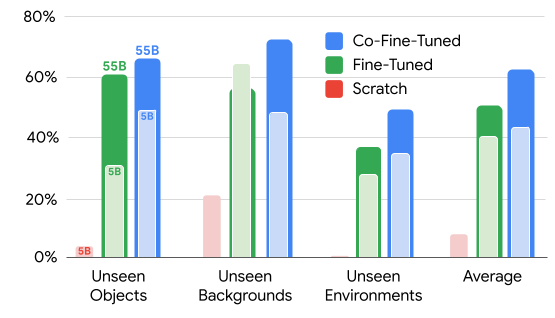 80%
60%
40%
20%
0%
Co-Fine-Tuned
Fine-Tuned
Scratch
55B
55B
5B
5B
5B
Unseen
Objects
Unseen
Backgrounds
Unseen
Environments
Average